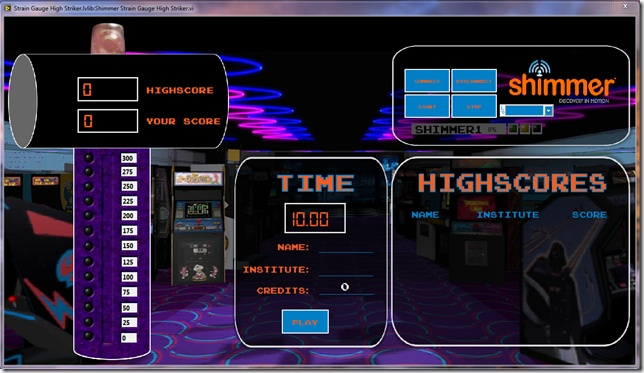 Strain Gauge High Striker.lvlib:Shimmer Strain Gauge High Striker.vi
0 HIGHSCORE
0 YOUR SCORE
CONNECT DISCONNECT
START STOP
shimmer
DISCOVERY IN MOTION
SHIMMER1 0%
300
275
250
225
200
175
150
125
100
75
50
25
0
TIME
10.00
NAME:
INSTITUTE:
CREDITS: 0
PLAY
HIGHSCORES
NAME INSTITUTE SCORE